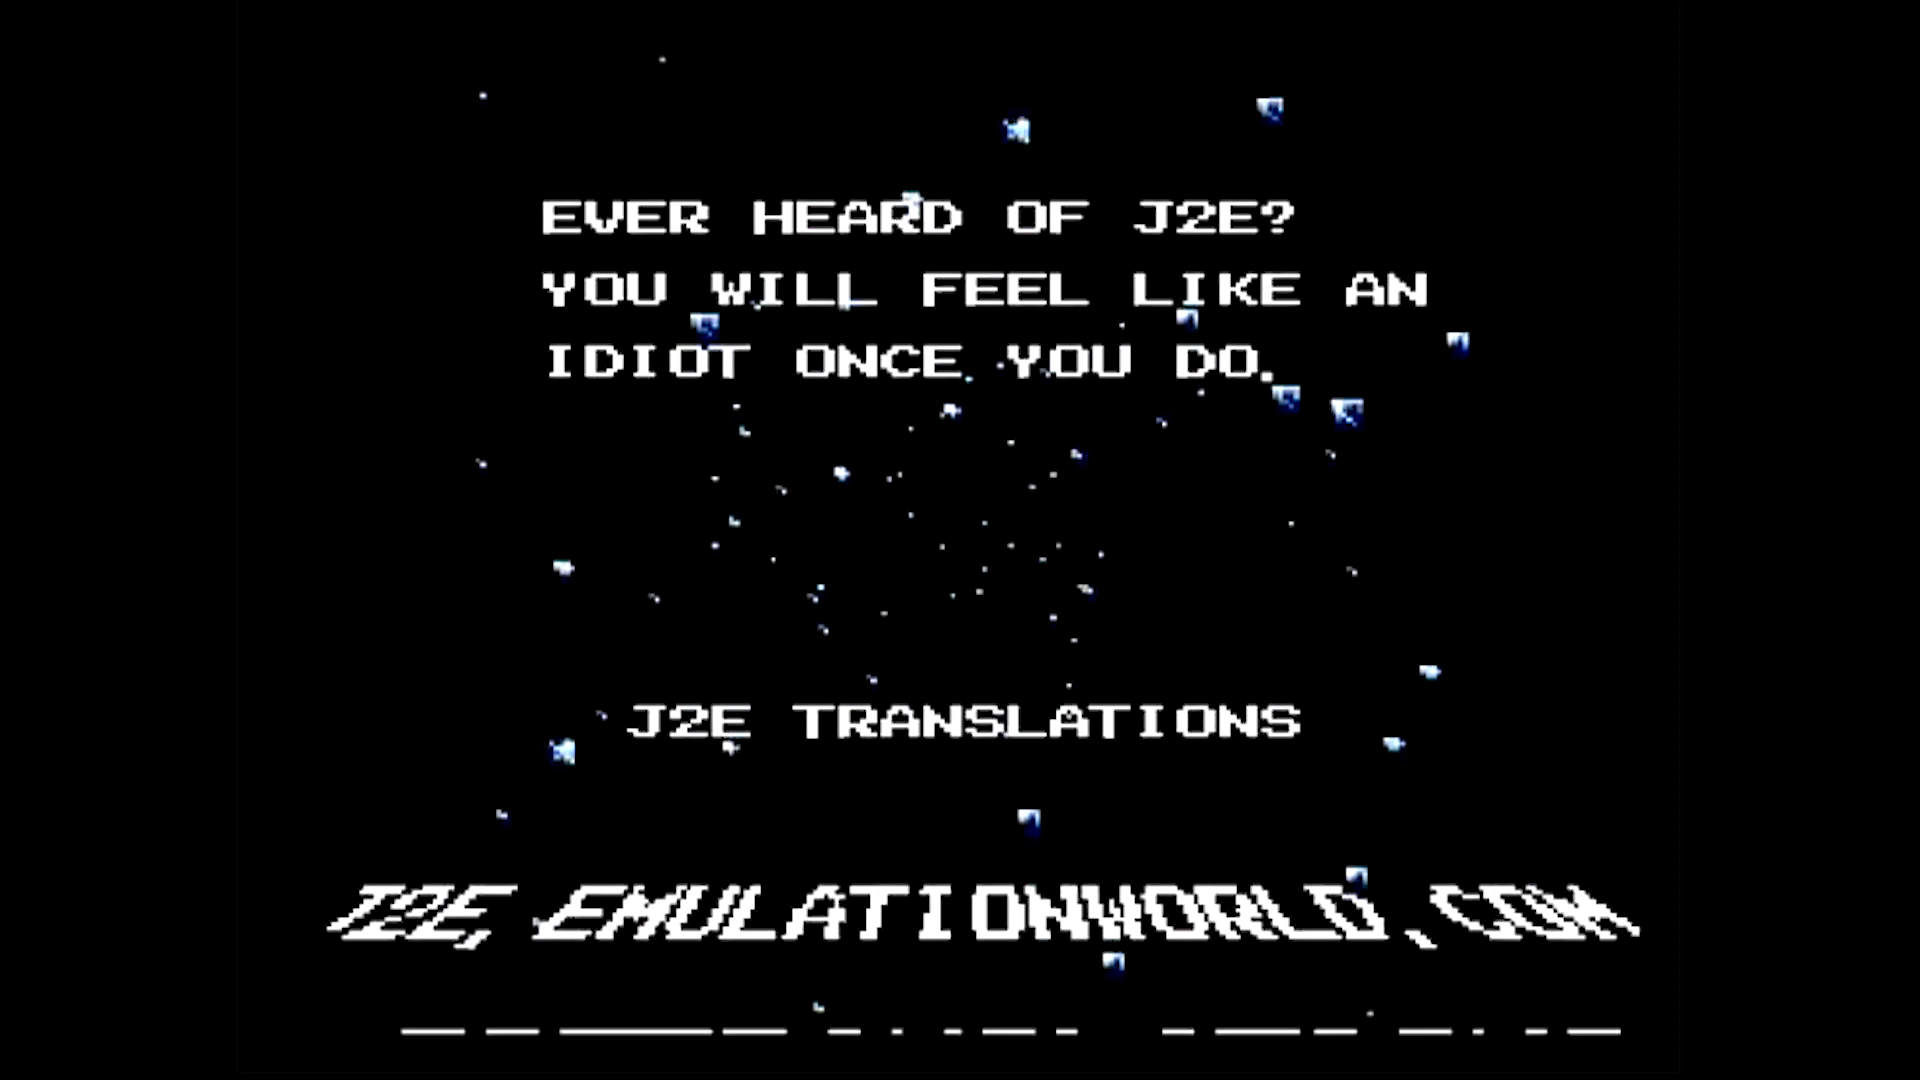 EVER HEARD OF J2E?
YOU WILL FEEL LIKE AN
IDIOT ONCE YOU DO.
J2E TRANSLATIONS
J2E.EMULATIONWORLD.COM